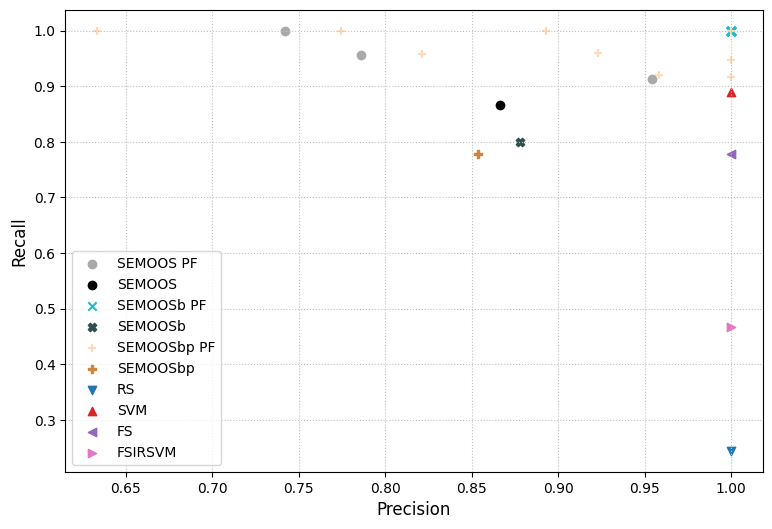 1.0
0.9
0.8
0.7
0.6
0.5
0.4
0.3
Recall
SEMOOS PF
SEMOOS
SEMOOSb PF
SEMOOSb
SEMOOSbp PF
SEMOOSbp
RS
SVM
FS
FSIRSVM
0.65 0.70 0.75 0.80 0.85 0.90 0.95 1.00
Precision